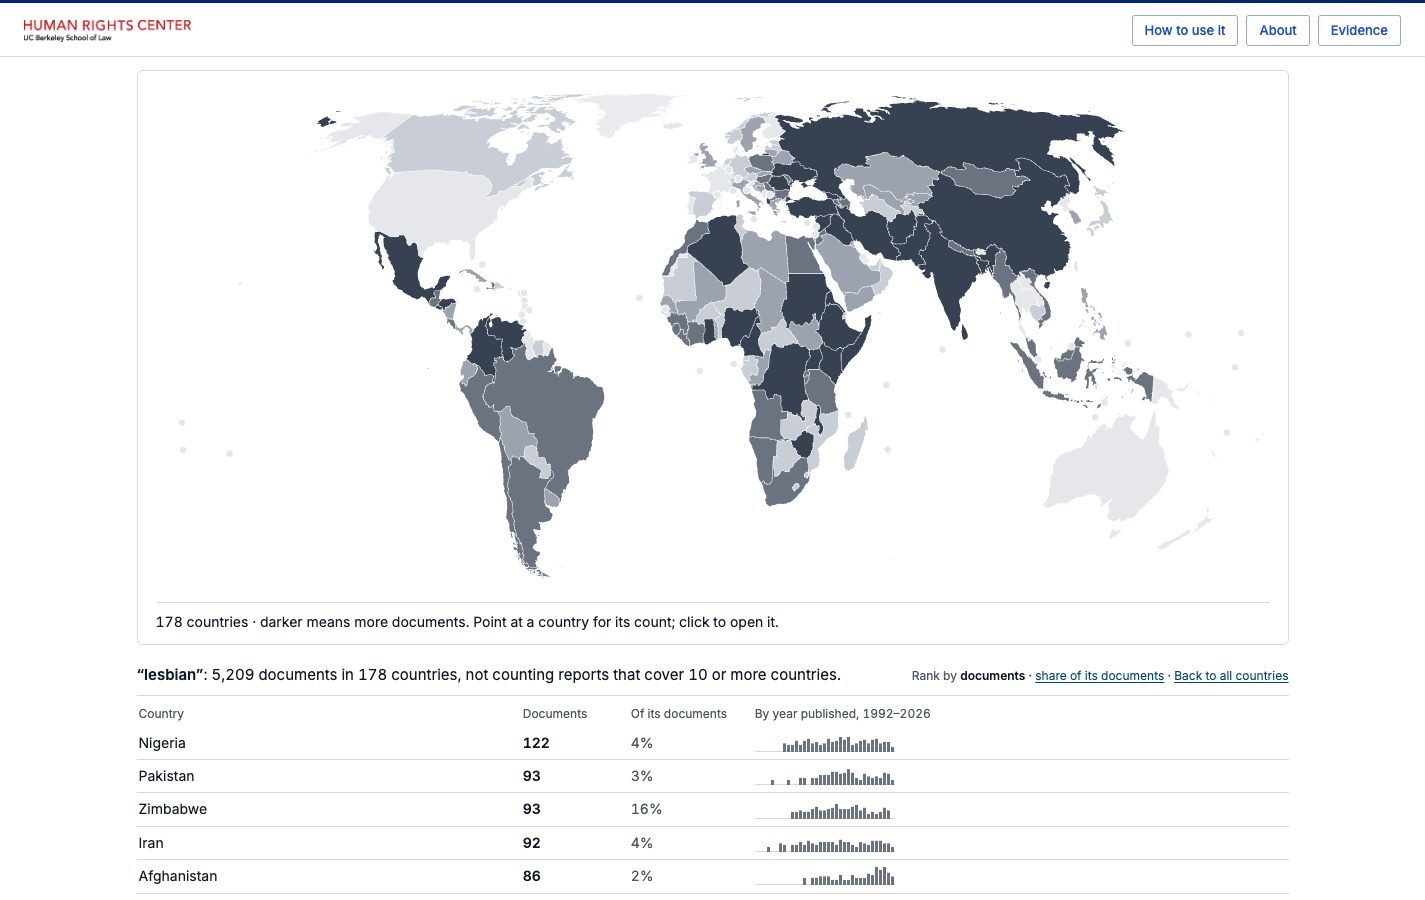 HUMAN RIGHTS CENTER
UC Berkeley School of Law
How to use it
About
Evidence
178 countries · darker means more documents. Point at a country for its count; click to open it.
“lesbian”: 5,209 documents in 178 countries, not counting reports that cover 10 or more countries.
Rank by documents · share of its documents · Back to all countries
Country Documents Of its documents By year published, 1992–2026
Nigeria 122 4%
Pakistan 93 3%
Zimbabwe 93 16%
Iran 92 4%
Afghanistan 86 2%